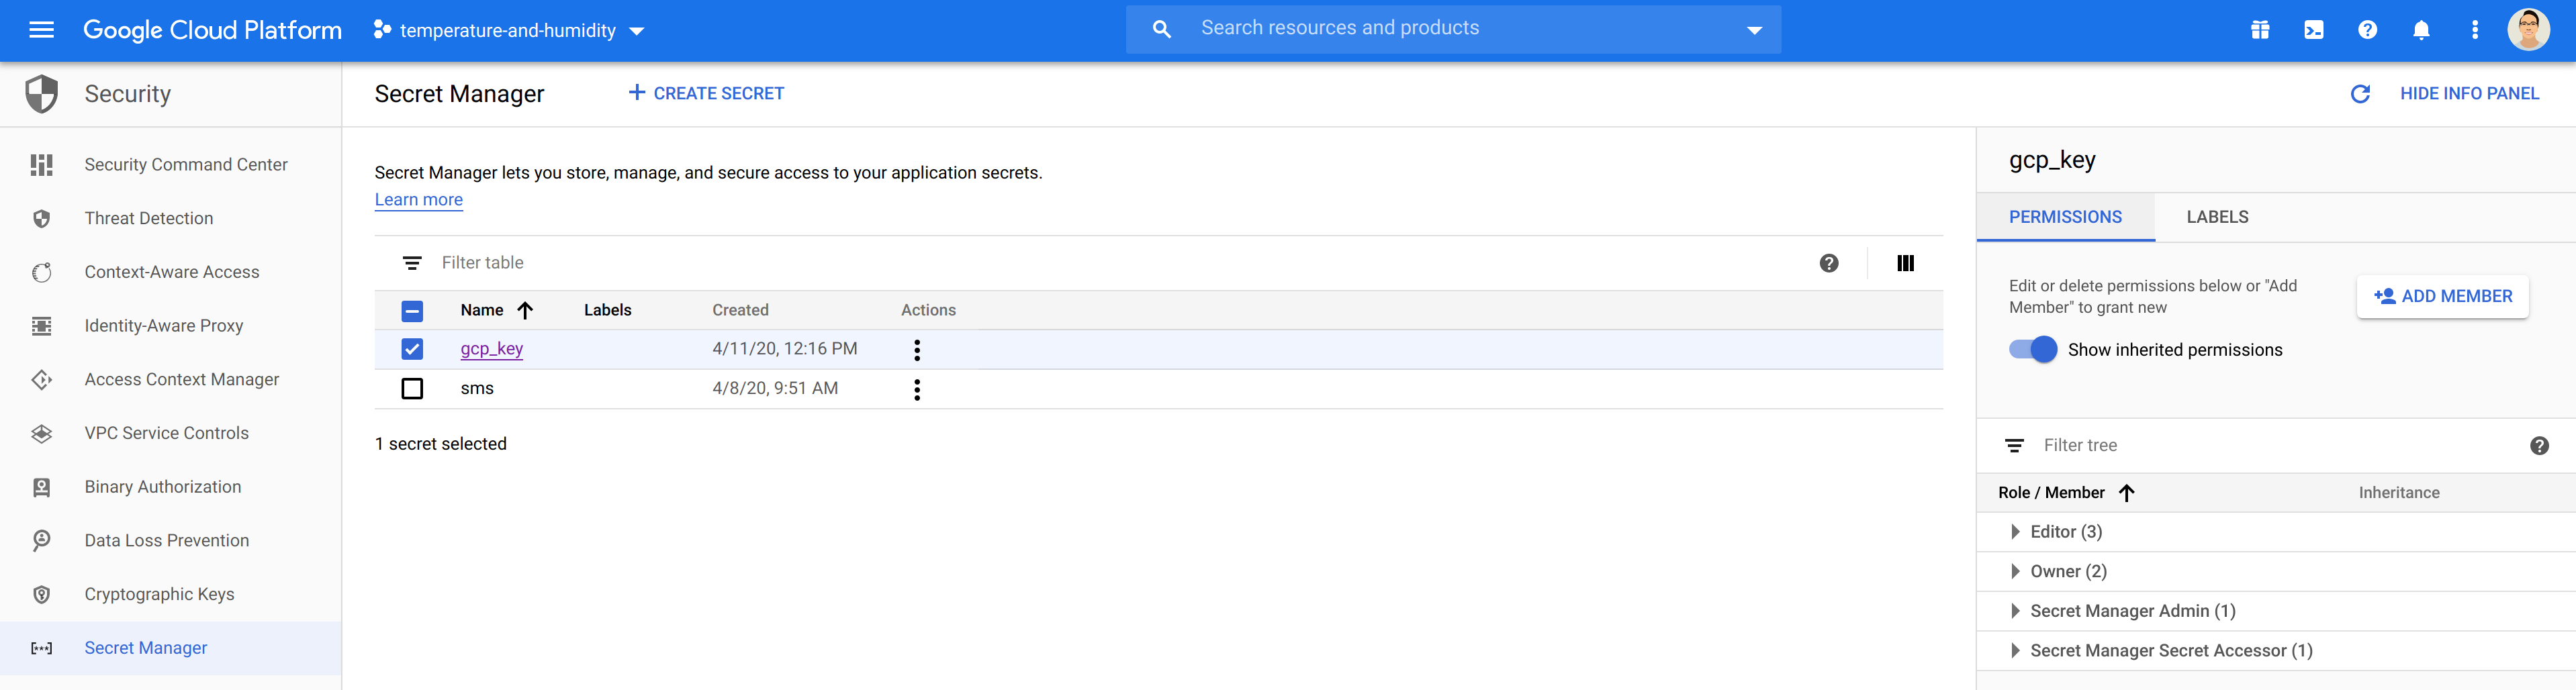 Google Cloud Platform
temperature-and-humidity
Search resources and products
Security
Secret Manager
CREATE SECRET
HIDE INFO PANEL
Security Command Center
Threat Detection
Context-Aware Access
Identity-Aware Proxy
Access Context Manager
VPC Service Controls
Binary Authorization
Data Loss Prevention
Cryptographic Keys
Secret Manager
Secret Manager lets you store, manage, and secure access to your application secrets.
Learn more
Filter table
Name Labels Created Actions
gcp_key 4/11/20, 12:16 PM
sms 4/8/20, 9:51 AM
1 secret selected
gcp_key
PERMISSIONS LABELS
Edit or delete permissions below or "Add
Member" to grant new
ADD MEMBER
Show inherited permissions
Filter tree
Role / Member Inheritance
Editor (3)
Owner (2)
Secret Manager Admin (1)
Secret Manager Secret Accessor (1)